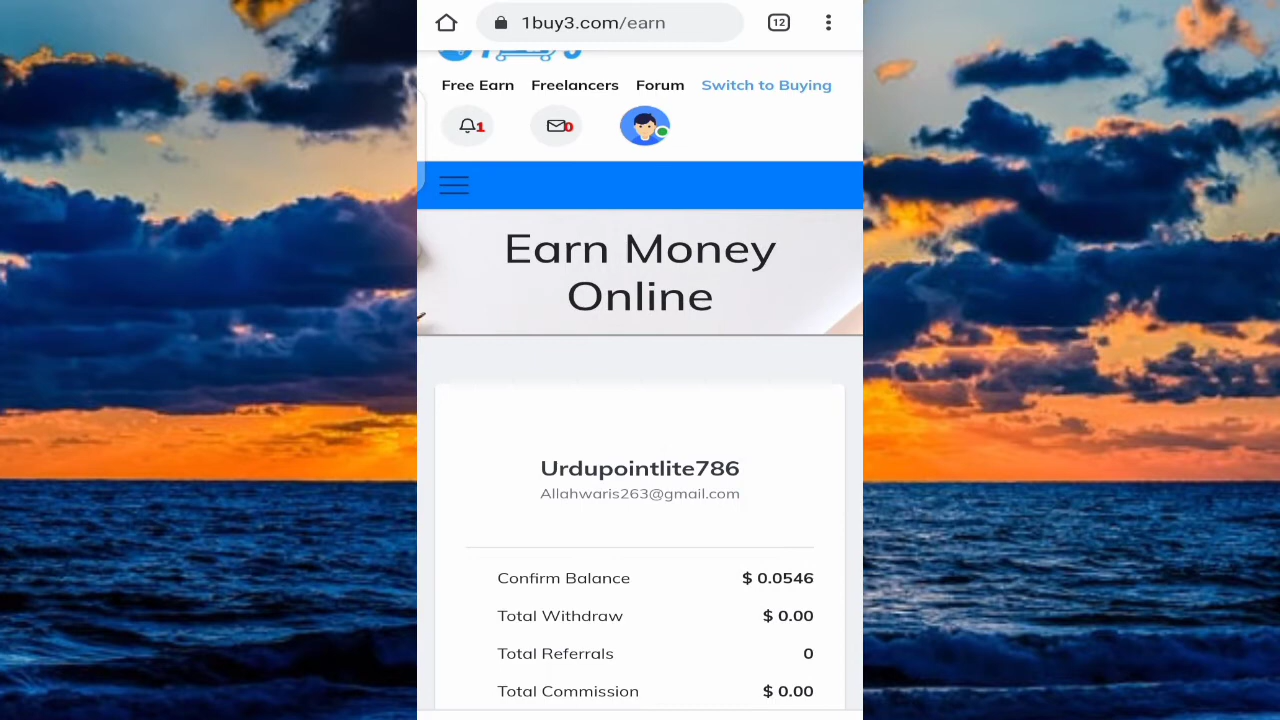 1buy3.com/earn
12
Free Earn Freelancers Forum Switch to Buying
1 0
Earn Money
Online
Urdupointlite786
Allahwaris263@gmail.com
Confirm Balance $ 0.0546
Total Withdraw $ 0.00
Total Referrals 0
Total Commission $ 0.00